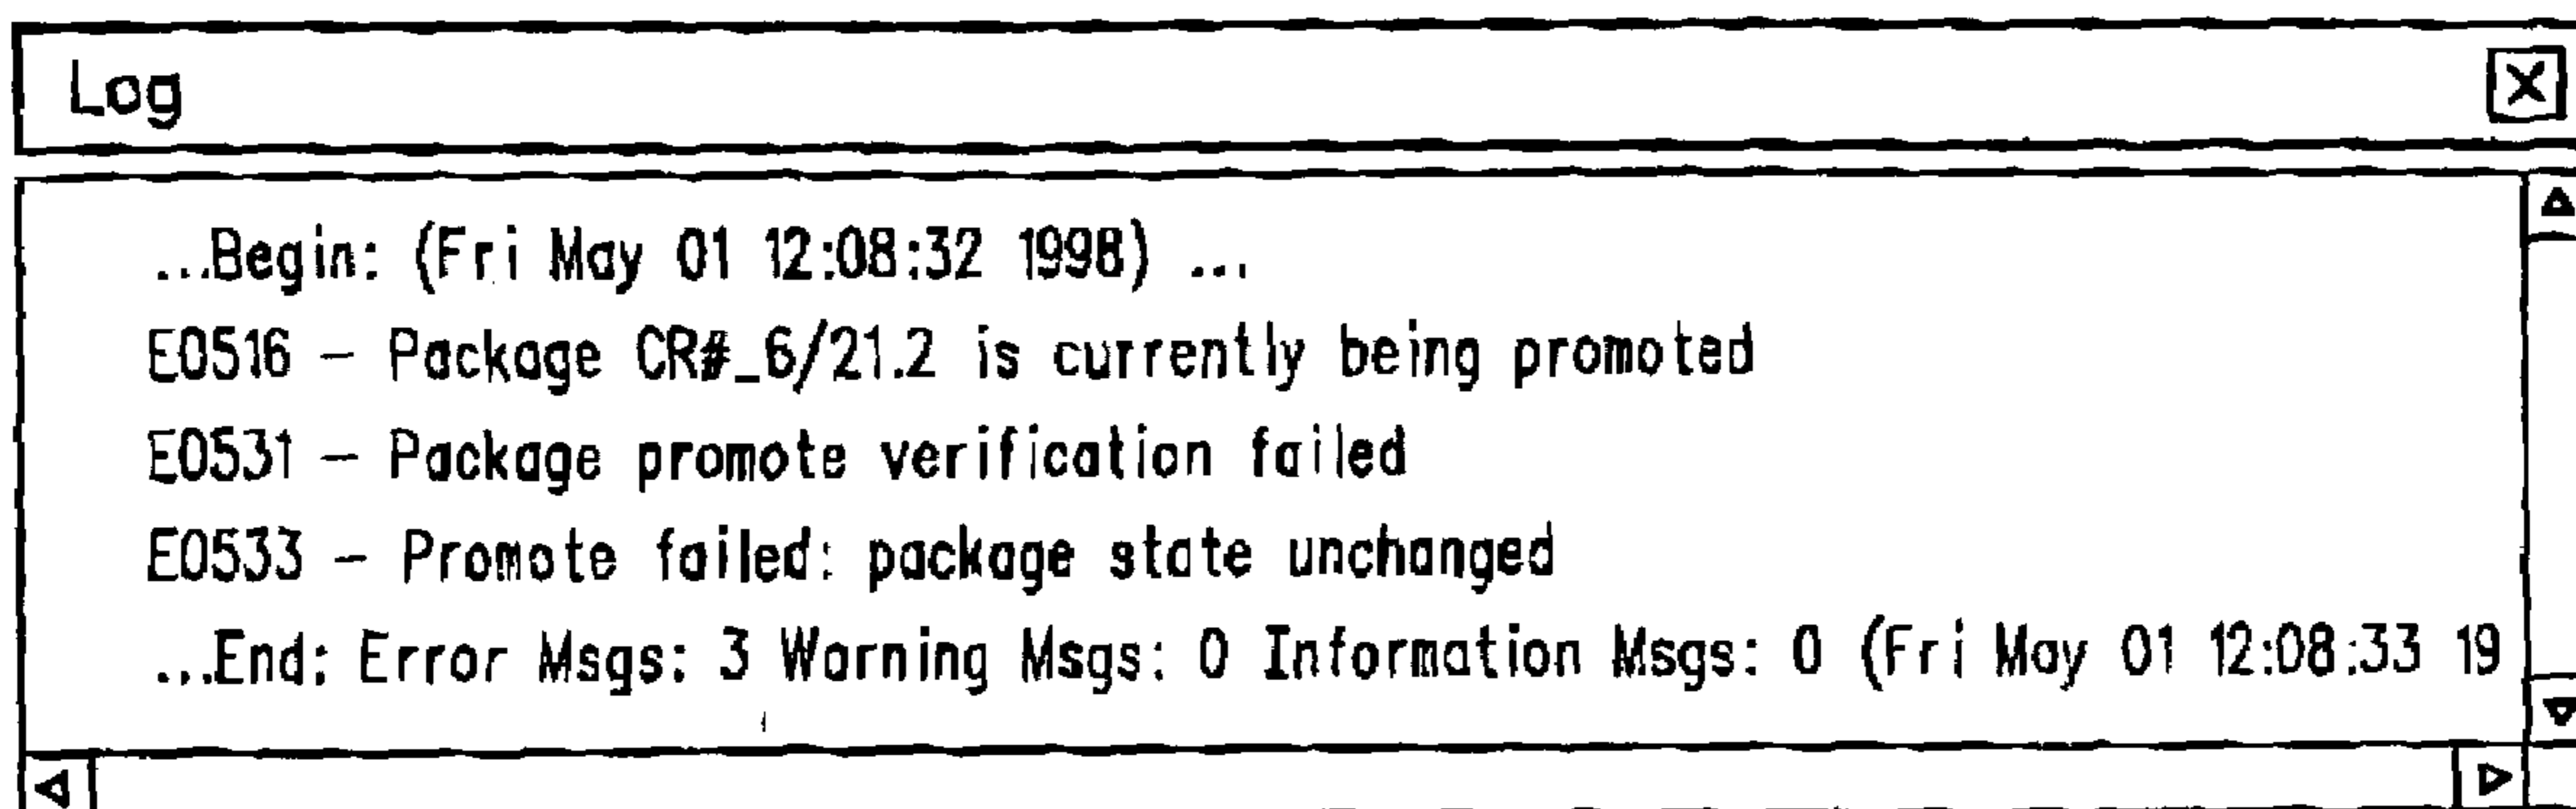 Log
...Begin: (Fri May 01 12:08:32 1998) ...
E0516 – Package CR#_6/21.2 is currently being promoted
E0531 – Package promote verification failed
E0533 – Promote failed: package state unchanged
...End: Error Msgs: 3 Warning Msgs: 0 Information Msgs: 0 (Fri May 01 12:08:33 19